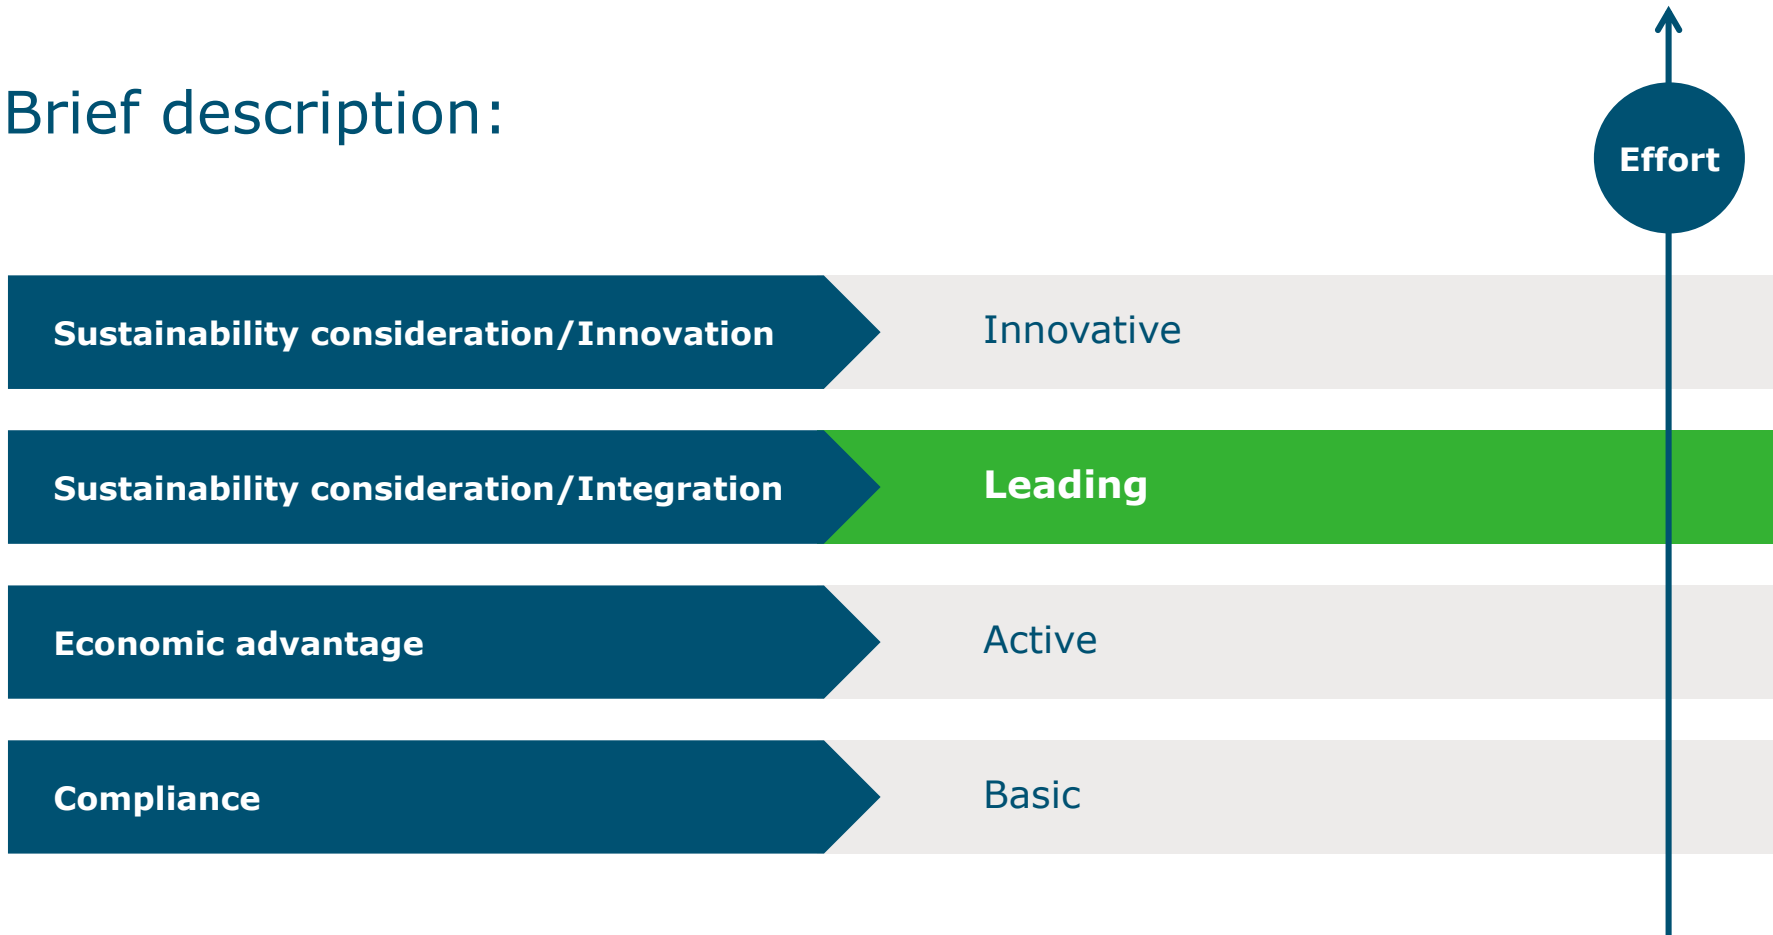 Brief description:
Effort
Sustainability consideration/Innovation
Innovative
Sustainability consideration/Integration
Leading
Economic advantage
Active
Compliance
Basic